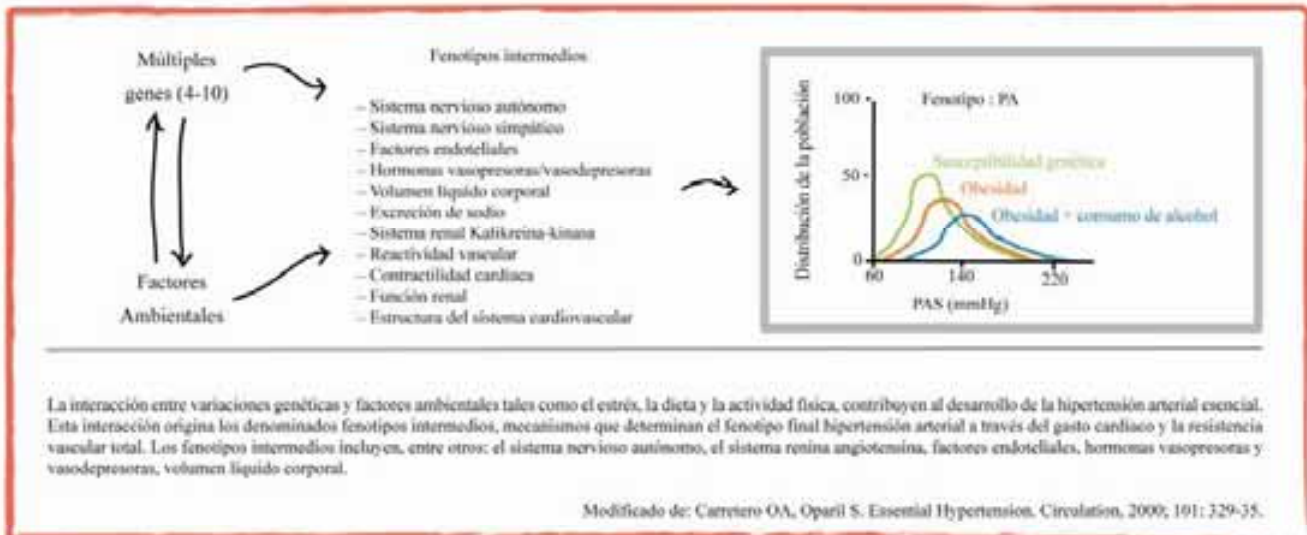 Múltiples
genes (4-10)
Factores
Ambientales
Fenotipos intermedios
– Sistema nervioso autónomo
– Sistema nervioso simpático
– Factores endoteliales
– Hormonas vasopresoras/vasodepresoras
– Volumen líquido corporal
– Excreción de sodio
– Sistema renal Kalikreina-kinana
– Reactividad vascular
– Contractilidad cardíaca
– Función renal
– Estructura del sistema cardiovascular
Distribución de la población
100
50
0
Fenotipo : PA
Susceptibilidad genética
Obesidad
Obesidad + consumo de alcohol
60 140 220
PAS (mmHg)
La interacción entre variaciones genéticas y factores ambientales tales como el estrés, la dieta y la actividad física, contribuyen al desarrollo de la hipertensión arterial esencial.
Esta interacción origina los denominados fenotipos intermedios, mecanismos que determinan el fenotipo final hipertensión arterial a través del gasto cardíaco y la resistencia
vascular total. Los fenotipos intermedios incluyen, entre otros: el sistema nervioso autónomo, el sistema renina angiotensina, factores endoteliales, hormonas vasopresoras y
vasodepresoras, volumen líquido corporal.
Modificado de: Carretero OA, Oparil S. Essential Hypertension. Circulation, 2000; 101: 329-35.